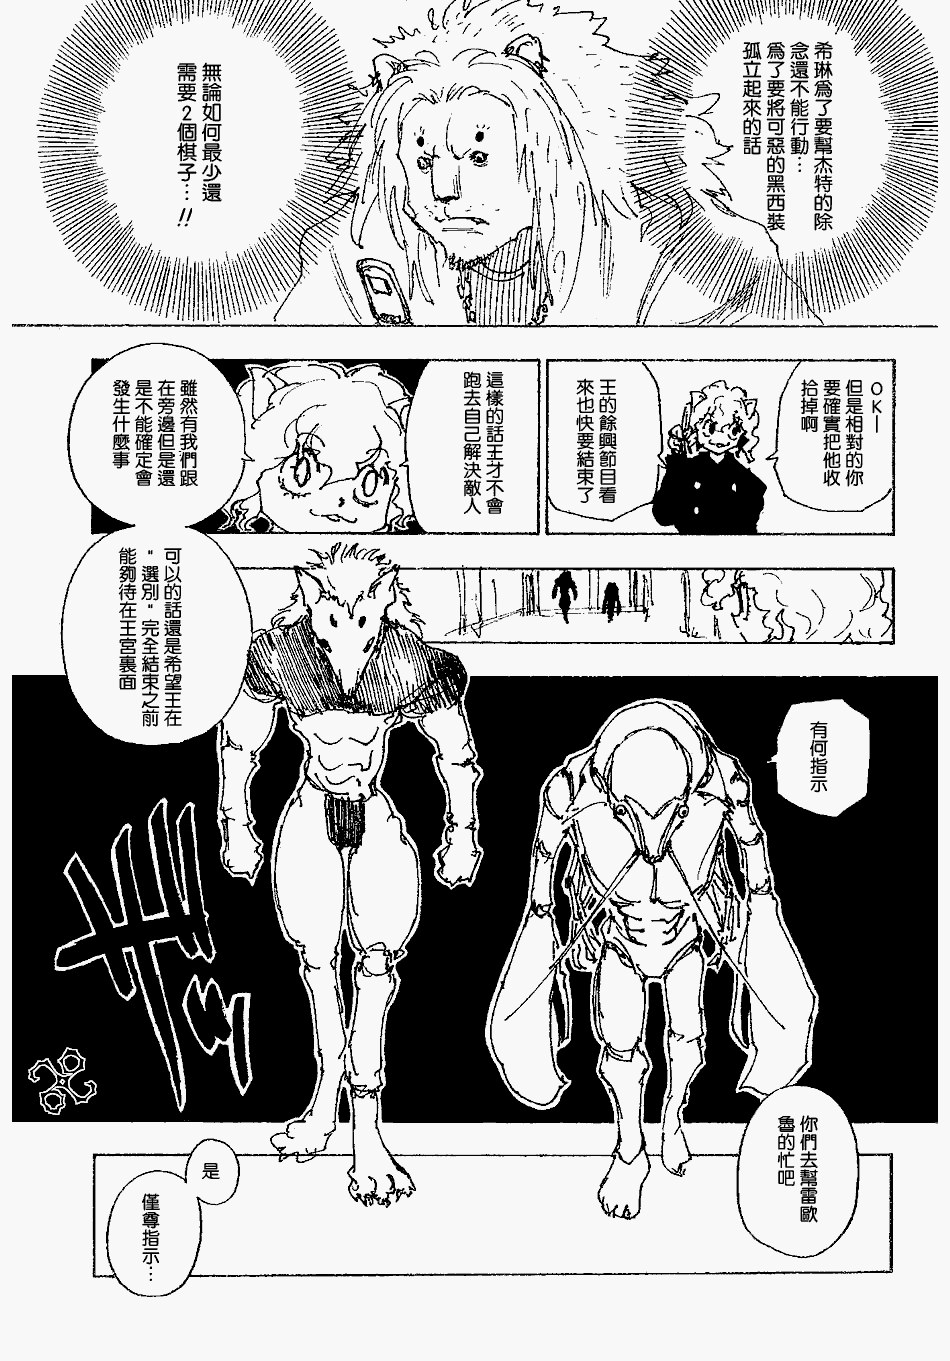 希琳為了要幫杰特的除
念還不能行動…
為了要將可惡的黑西裝
孤立起來的話
無論如何最少還
需要2個棋子…!!
OK—
但是相對的你
要確實把他收
拾掉啊
王的餘興節目看
來也快要結束了
這樣的話王才不會
跑去自己解決敵人
雖然有我們跟
在旁邊但是還
是不能確定會
發生什麼事
可以的話還是希望王在
"選別"完全結束之前
能夠待在王宮裏面
有何指示
你們去幫雷歐
魯的忙吧
是
僅尊指示…